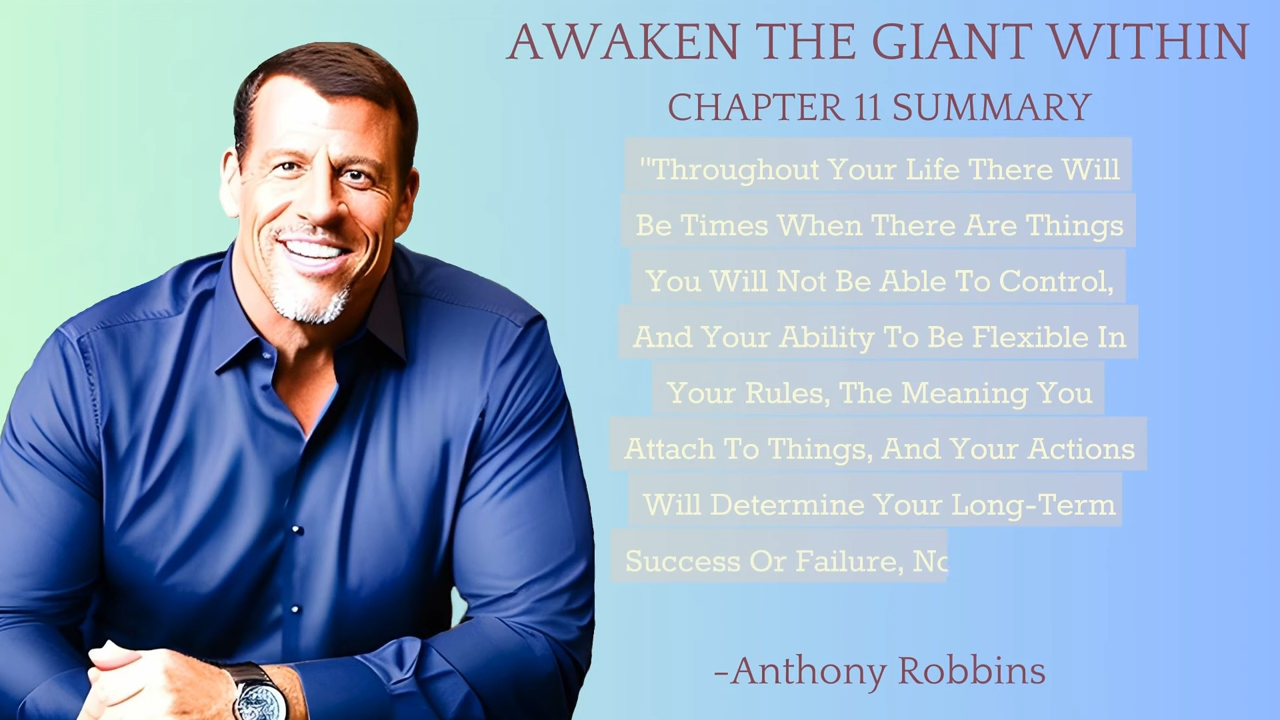 AWAKEN THE GIANT WITHIN
CHAPTER 11 SUMMARY
"Throughout Your Life There Will
Be Times When There Are Things
You Will Not Be Able To Control,
And Your Ability To Be Flexible In
Your Rules, The Meaning You
Attach To Things, And Your Actions
Will Determine Your Long-Term
Success Or Failure,
-Anthony Robbins